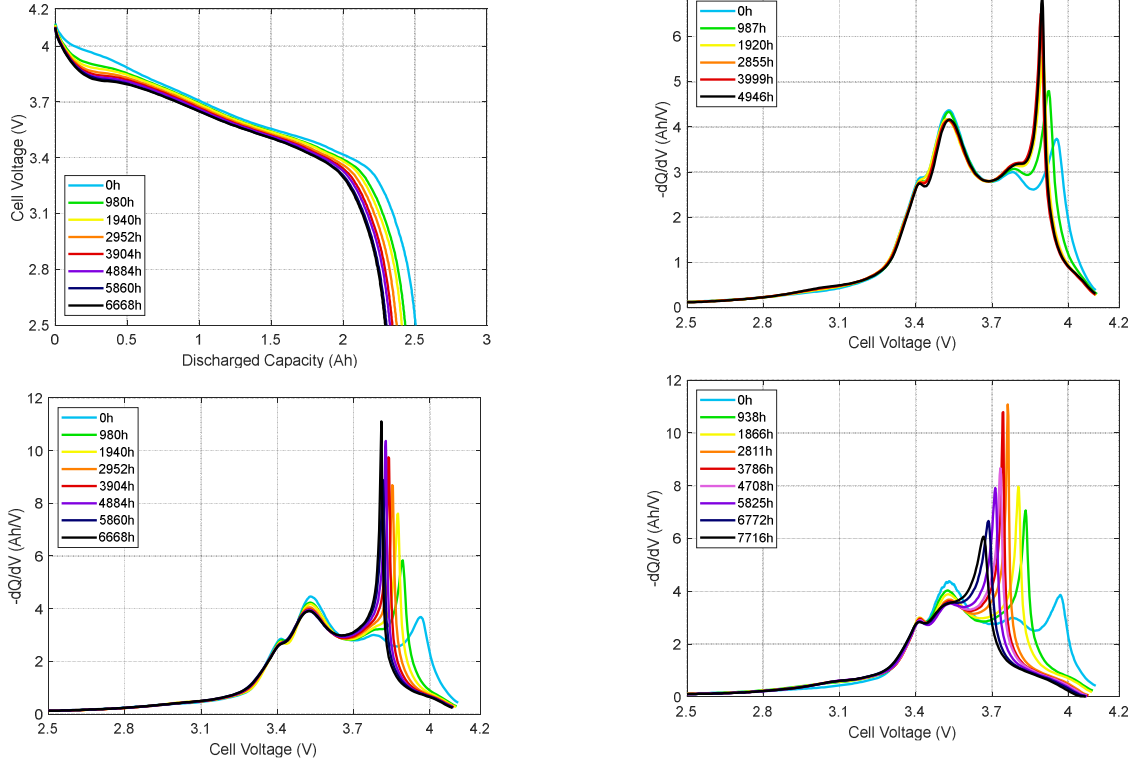 4
3.7
3.4
3.1
2.8
2.5
Cell Voltage (V)
0h
980h
1940h
2952h
3904h
4884h
5860h
6668h
0 0.5 1 1.5 2 2.5 3
Discharged Capacity (Ah)
6
5
4
3
2
1
0
-dQ/dV (Ah/V)
0h
987h
1920h
2855h
3999h
4946h
2.5 2.8 3.1 3.4 3.7 4 4.2
Cell Voltage (V)
12
10
8
6
4
2
0
-dQ/dV (Ah/V)
0h
980h
1940h
2952h
3904h
4884h
5860h
6668h
2.5 2.8 3.1 3.4 3.7 4 4.2
Cell Voltage (V)
12
10
8
6
4
2
0
-dQ/dV (Ah/V)
0h
938h
1866h
2811h
3786h
4708h
5825h
6772h
7716h
2.5 2.8 3.1 3.4 3.7 4 4.2
Cell Voltage (V)